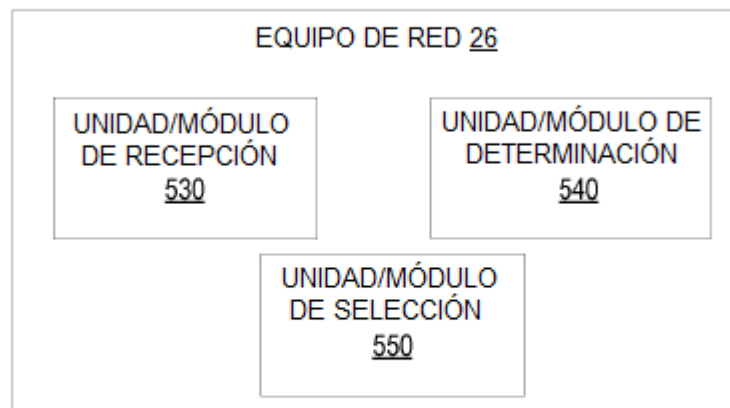 EQUIPO DE RED 26
UNIDAD/MÓDULO
DE RECEPCIÓN
530
UNIDAD/MÓDULO DE
DETERMINACIÓN
540
UNIDAD/MÓDULO
DE SELECCIÓN
550